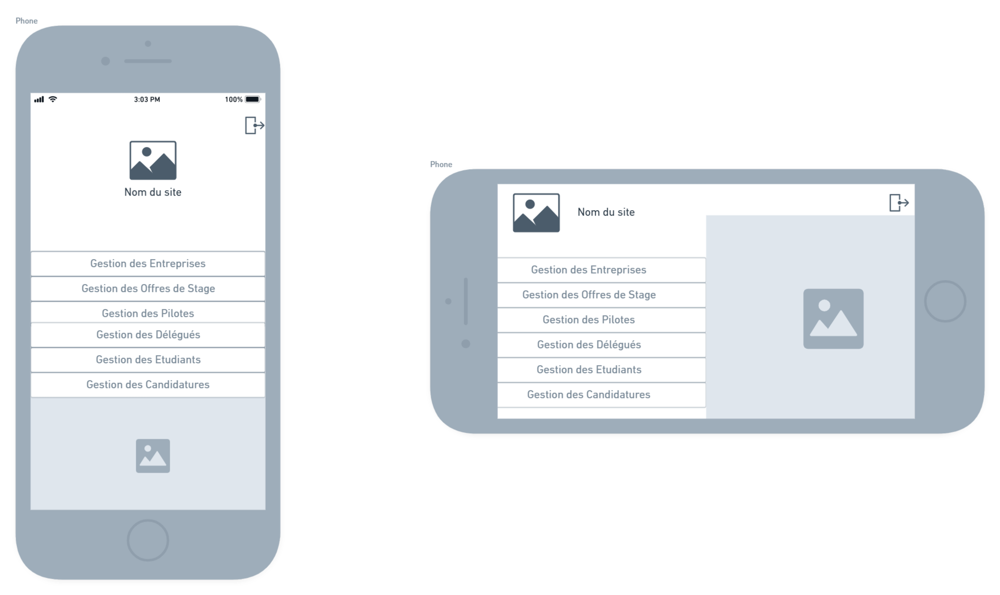 Phone
3:03 PM
100%
Nom du site
Gestion des Entreprises
Gestion des Offres de Stage
Gestion des Pilotes
Gestion des Délégués
Gestion des Etudiants
Gestion des Candidatures
Phone
Nom du site
Gestion des Entreprises
Gestion des Offres de Stage
Gestion des Pilotes
Gestion des Délégués
Gestion des Etudiants
Gestion des Candidatures